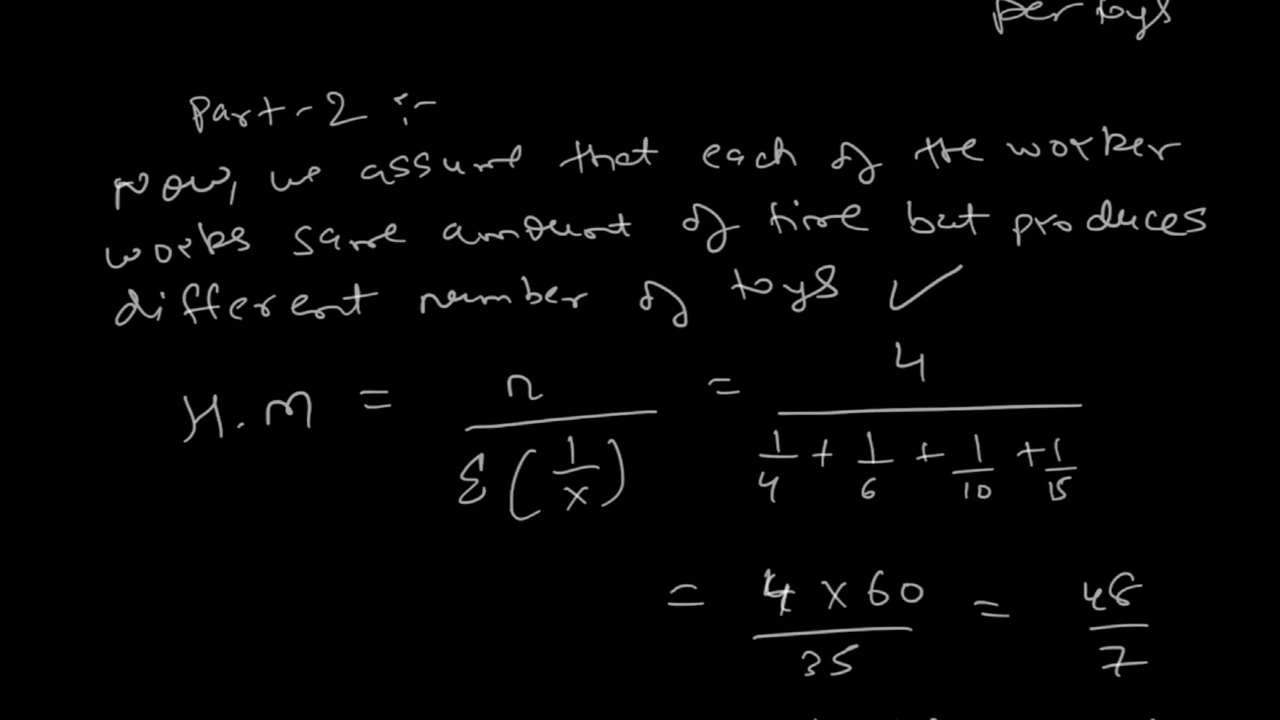 per toys
Part-2 :-
Now, we assume that each of the worker
works same amount of time but produces
different number of toys ✓
H.M = n / Σ(1/x) = 4 / (1/4 + 1/6 + 1/10 + 1/15)
= 4 x 60 / 35 = 48 / 7